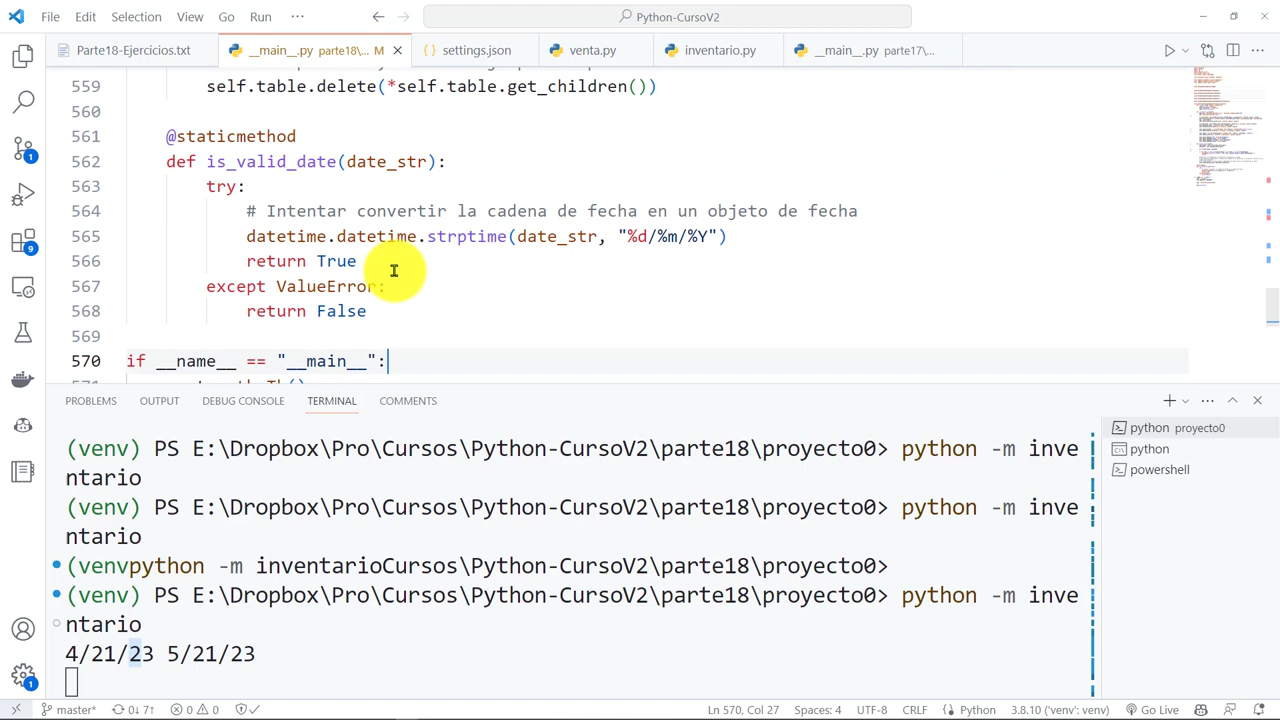 File Edit Selection View Go Run ··· Python-CursoV2
Parte18-Ejercicios.txt __main__.py parte18\... M settings.json venta.py inventario.py __main__.py parte17\...
559 self.table.delete(*self.table.get_children())
560
561 @staticmethod
562 def is_valid_date(date_str):
563 try:
564 # Intentar convertir la cadena de fecha en un objeto de fecha
565 datetime.datetime.strptime(date_str, "%d/%m/%Y")
566 return True
567 except ValueError:
568 return False
569
570 if __name__ == "__main__":
PROBLEMS OUTPUT DEBUG CONSOLE TERMINAL COMMENTS
(venv) PS E:\Dropbox\Pro\Cursos\Python-CursoV2\parte18\proyecto0> python -m inve
ntario
(venv) PS E:\Dropbox\Pro\Cursos\Python-CursoV2\parte18\proyecto0> python -m inve
ntario
(venvpython -m inventarioCursos\Python-CursoV2\parte18\proyecto0>
(venv) PS E:\Dropbox\Pro\Cursos\Python-CursoV2\parte18\proyecto0> python -m inve
ntario
4/21/23 5/21/23
python proyecto0
python
powershell
1
9
1
master* 0↓ 7↑ 0 0 Ln 570, Col 27 Spaces: 4 UTF-8 CRLF Python 3.8.10 ('venv': venv) Go Live